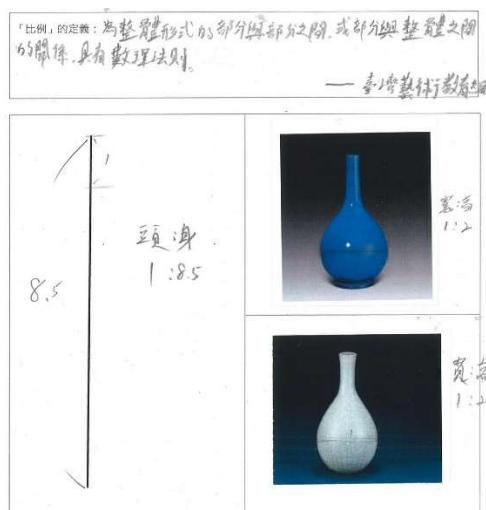 「比例」的定義：為整體形式的部分與部分之間，或部分與整體之間
的關係，具有數理法則。
── 臺灣藝術教育網
1
頭身
1:8.5
8.5
寬:高
1:2
寬:高
1:2